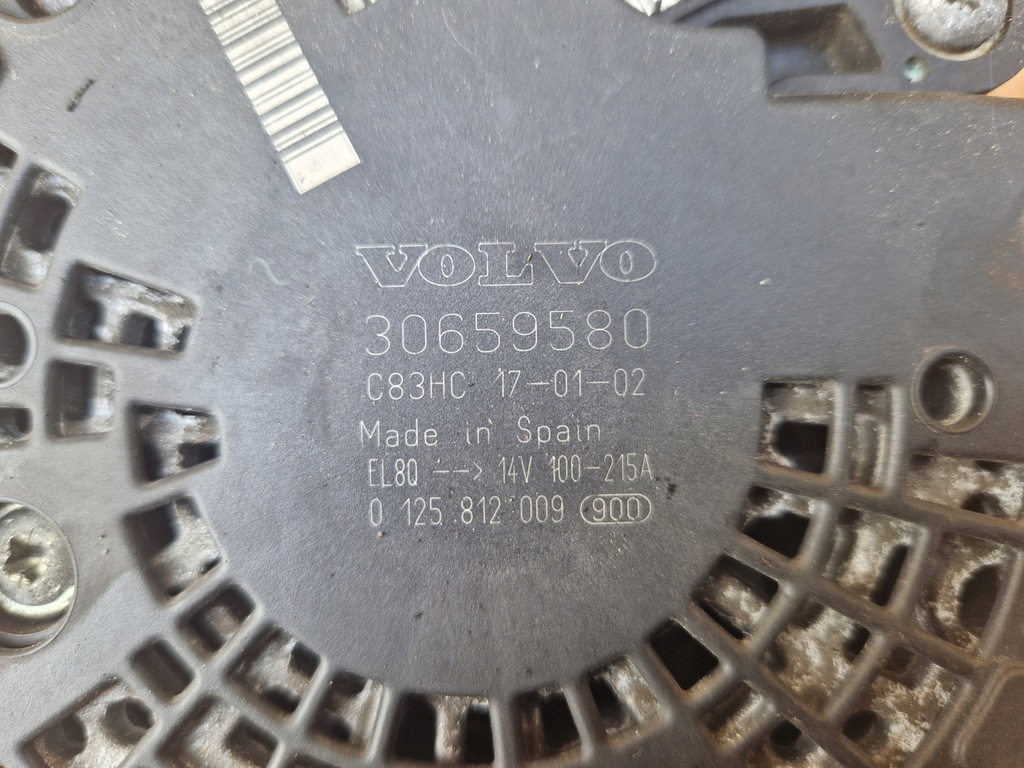 VOLVO
30659580
C83HC 17-01-02
Made in Spain
EL8Q --> 14V 100-215A
0 125 812 009 900